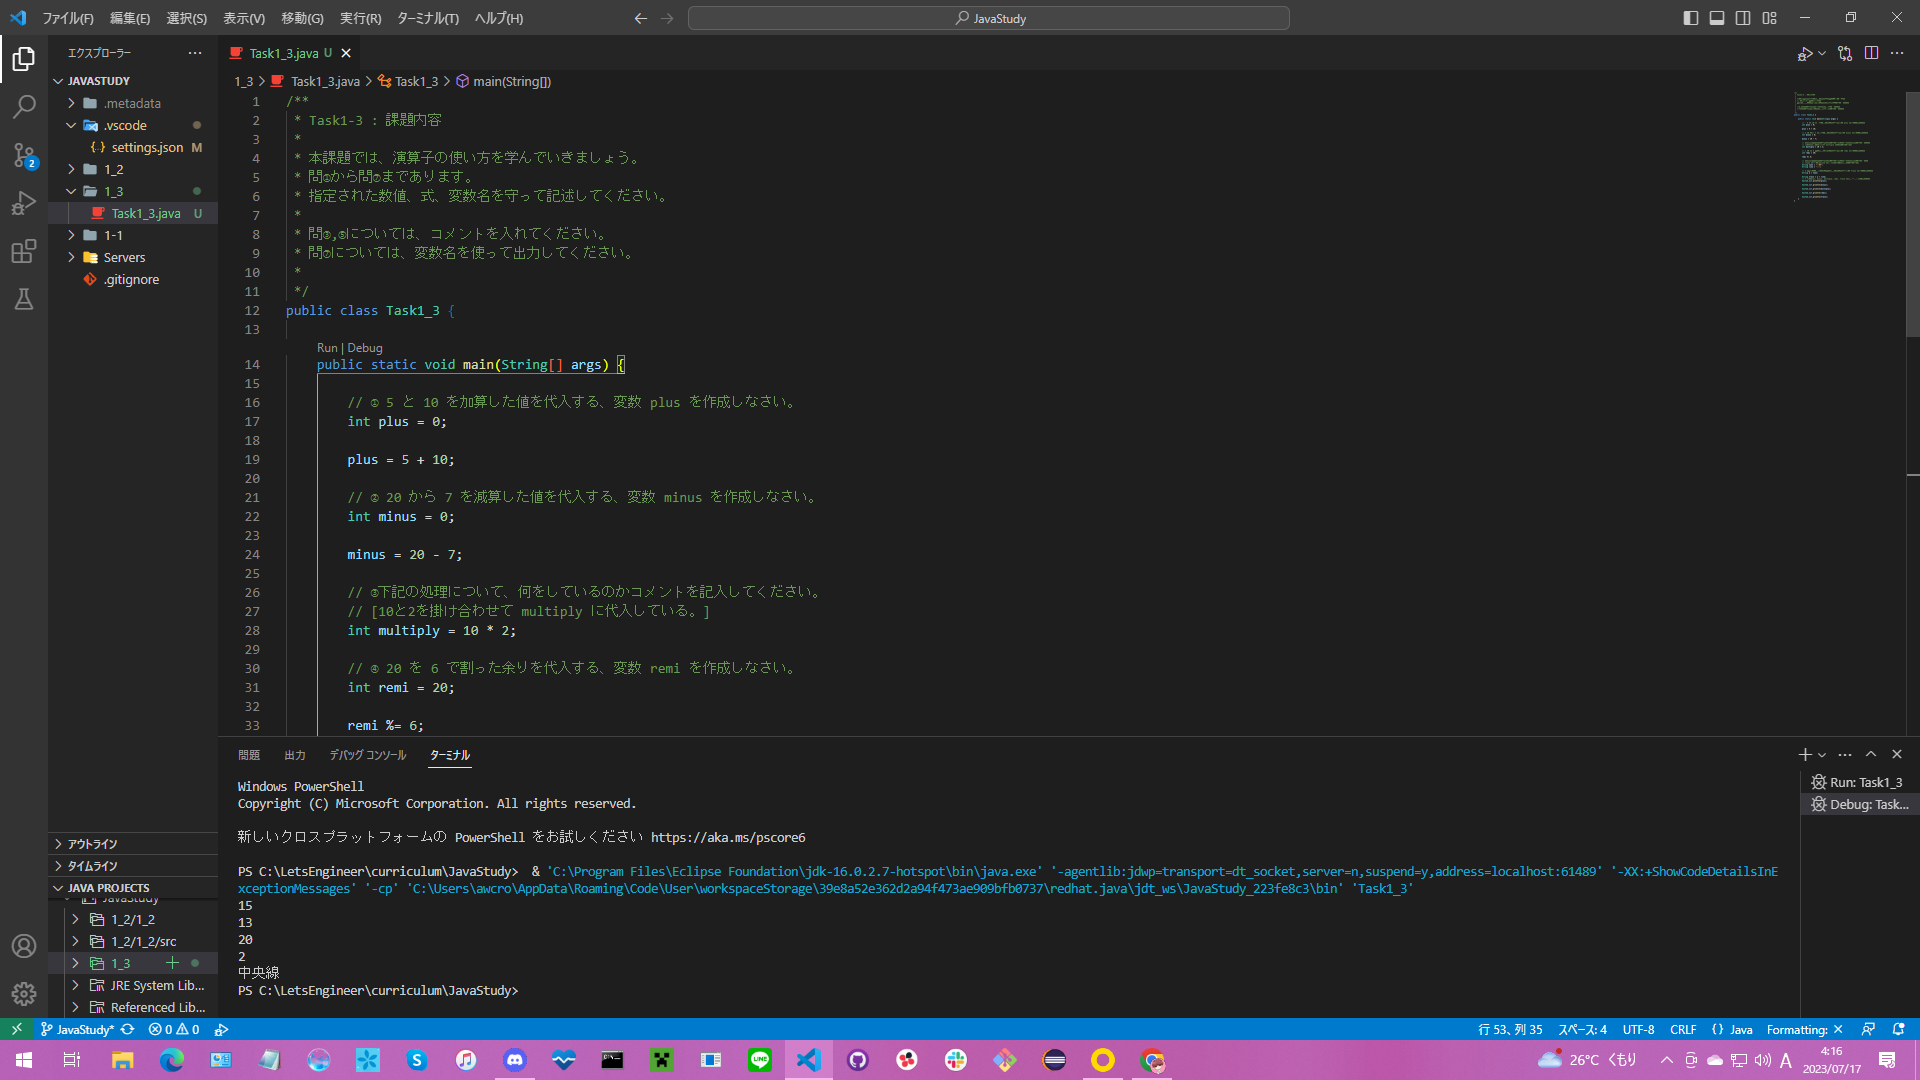 ファイル(F) 編集(E) 選択(S) 表示(V) 移動(G) 実行(R) ターミナル(T) ヘルプ(H)
JavaStudy
エクスプローラー
JAVASTUDY
.metadata
.vscode
settings.json M
1_2
1_3
Task1_3.java U
1-1
Servers
.gitignore
アウトライン
タイムライン
JAVA PROJECTS
JavaStudy
1_2/1_2
1_2/1_2/src
1_3
JRE System Lib...
Referenced Lib...
Task1_3.java U
1_3 > Task1_3.java > Task1_3 > main(String[])
1 /**
2 * Task1-3 : 課題内容
3 *
4 * 本課題では、演算子の使い方を学んでいきましょう。
5 * 問①から問⑦まであります。
6 * 指定された数値、式、変数名を守って記述してください。
7 *
8 * 問③,⑤については、コメントを入れてください。
9 * 問⑦については、変数名を使って出力してください。
10 *
11 */
12 public class Task1_3 {
13
Run | Debug
14 public static void main(String[] args) {
15
16 // ① 5 と 10 を加算した値を代入する、変数 plus を作成しなさい。
17 int plus = 0;
18
19 plus = 5 + 10;
20
21 // ② 20 から 7 を減算した値を代入する、変数 minus を作成しなさい。
22 int minus = 0;
23
24 minus = 20 - 7;
25
26 // ③下記の処理について、何をしているのかコメントを記入してください。
27 // [10と2を掛け合わせて multiply に代入している。]
28 int multiply = 10 * 2;
29
30 // ④ 20 を 6 で割った余りを代入する、変数 remi を作成しなさい。
31 int remi = 20;
32
33 remi %= 6;
問題 出力 デバッグ コンソール ターミナル
Windows PowerShell
Copyright (C) Microsoft Corporation. All rights reserved.
新しいクロスプラットフォームの PowerShell をお試しください https://aka.ms/pscore6
PS C:\LetsEngineer\curriculum\JavaStudy> & 'C:\Program Files\Eclipse Foundation\jdk-16.0.2.7-hotspot\bin\java.exe' '-agentlib:jdwp=transport=dt_socket,server=n,suspend=y,address=localhost:61489' '-XX:+ShowCodeDetailsInE
xceptionMessages' '-cp' 'C:\Users\awcro\AppData\Roaming\Code\User\workspaceStorage\39e8a52e362d2a94f473ae909bfb0737\redhat.java\jdt_ws\JavaStudy_223fe8c3\bin' 'Task1_3'
15
13
20
2
中央線
PS C:\LetsEngineer\curriculum\JavaStudy>
Run: Task1_3
Debug: Task...
JavaStudy* 0 0
行 53、列 35 スペース: 4 UTF-8 CRLF {} Java Formatting: ×
26°C くもり
A
4:16
2023/07/17